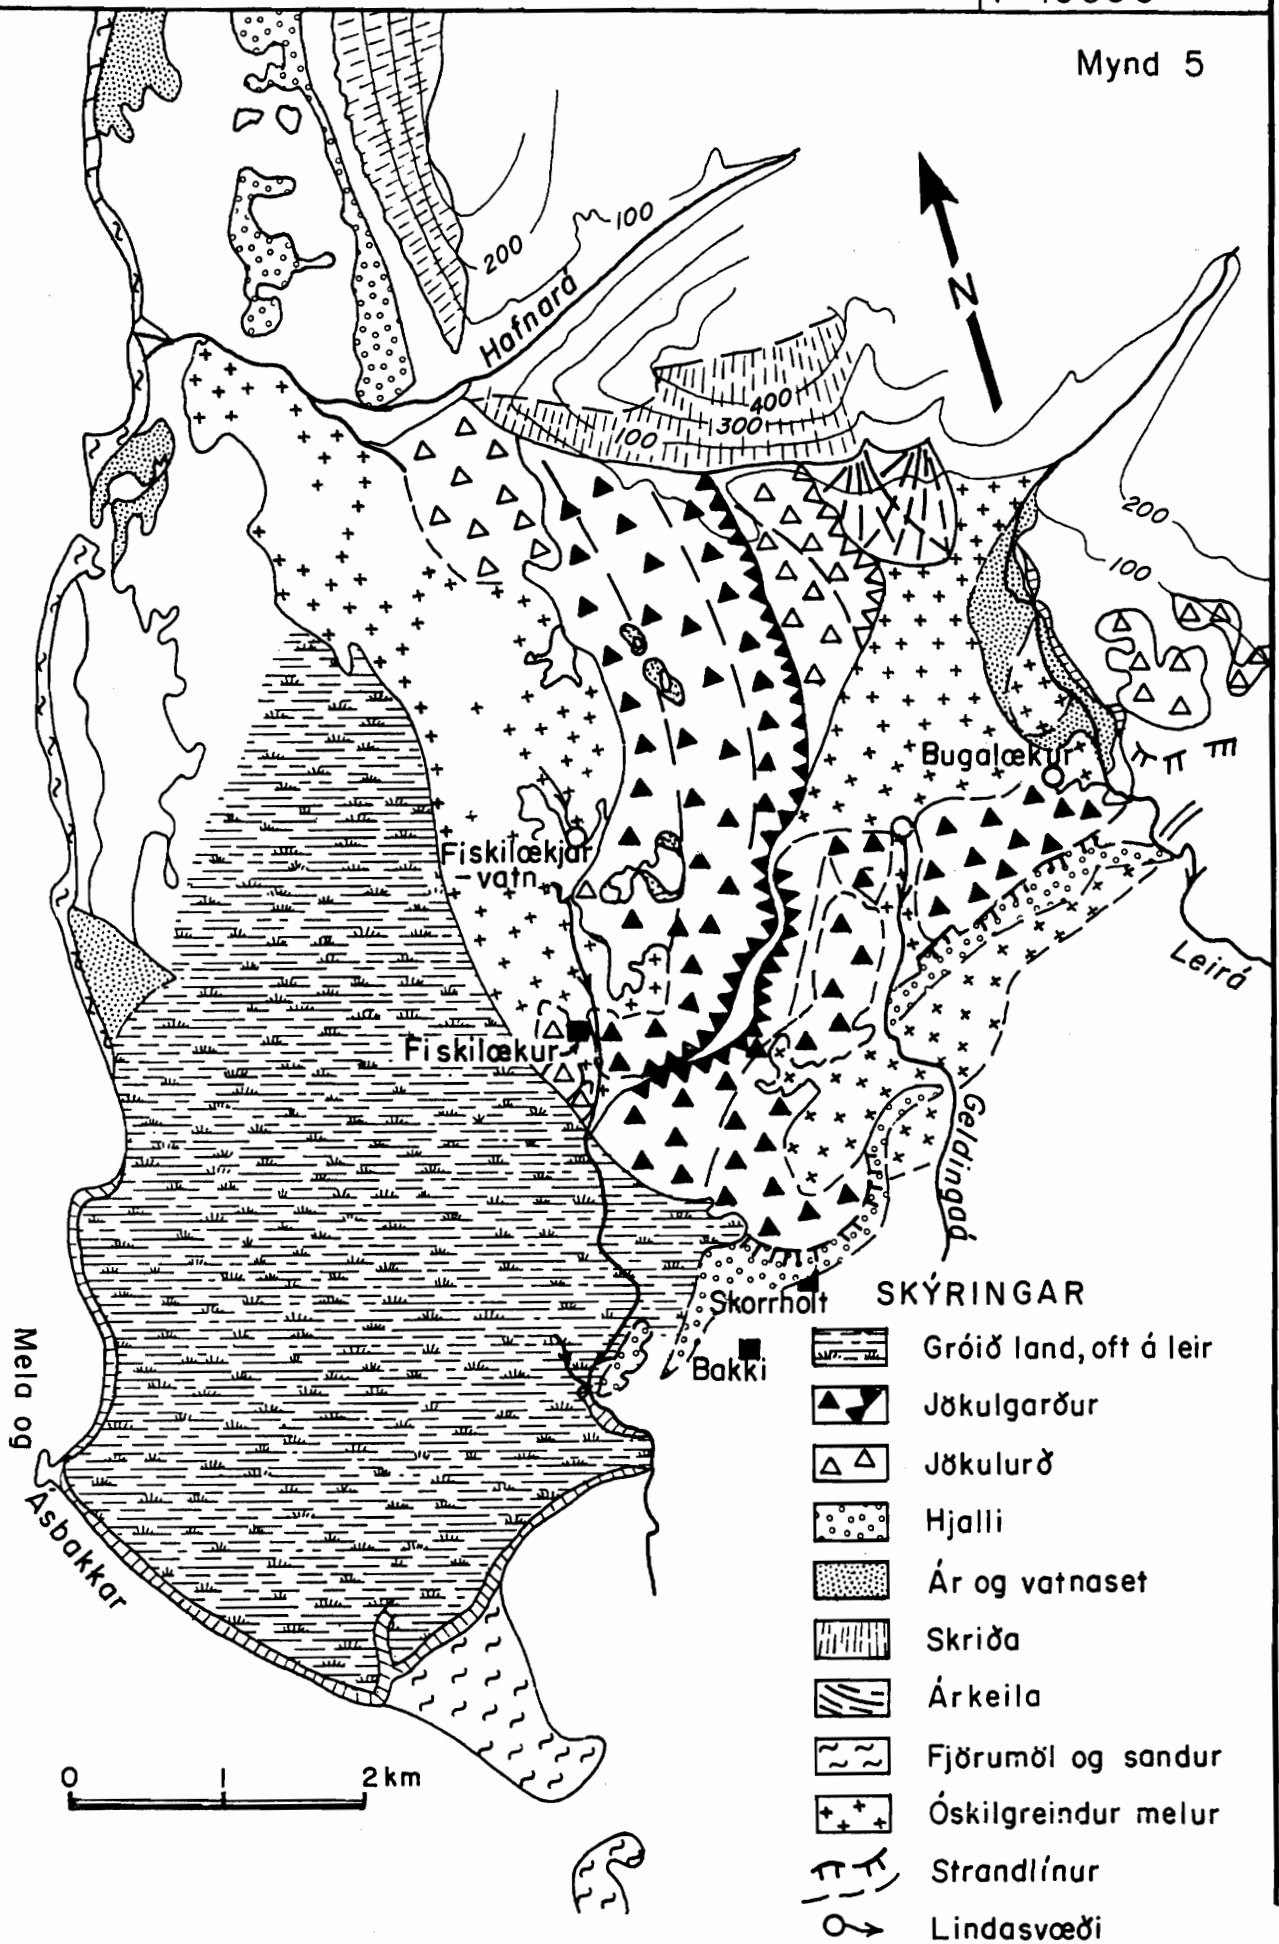 Mynd 5
100
200
Hafnará
N
400
300
100
200
100
Bugalækur
Fiskilækjar
-vatn
Leirá
Fiskilækur
Geldingaá
Skorrholt
Bakki
Mela og
Ásbakkar
0 1 2 km
SKÝRINGAR
Gróið land, oft á leir
Jökulgarður
Jökulurð
Hjalli
Ár og vatnaset
Skriða
Árkeila
Fjörumöl og sandur
Óskilgreindur melur
Strandlínur
Lindasvæði